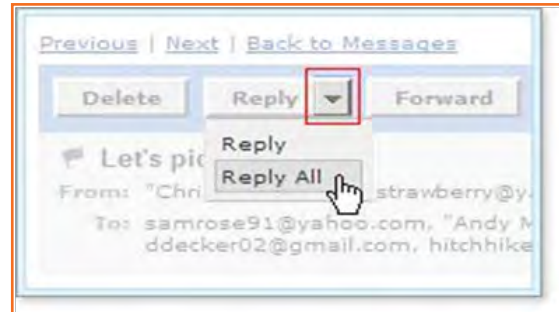 Previous | Next | Back to Messages
Delete Reply Forward
Reply
Reply All
Let's pic
From: "Chri strawberry@y
To: samrose91@yahoo.com, "Andy M
ddecker02@gmail.com, hitchhike